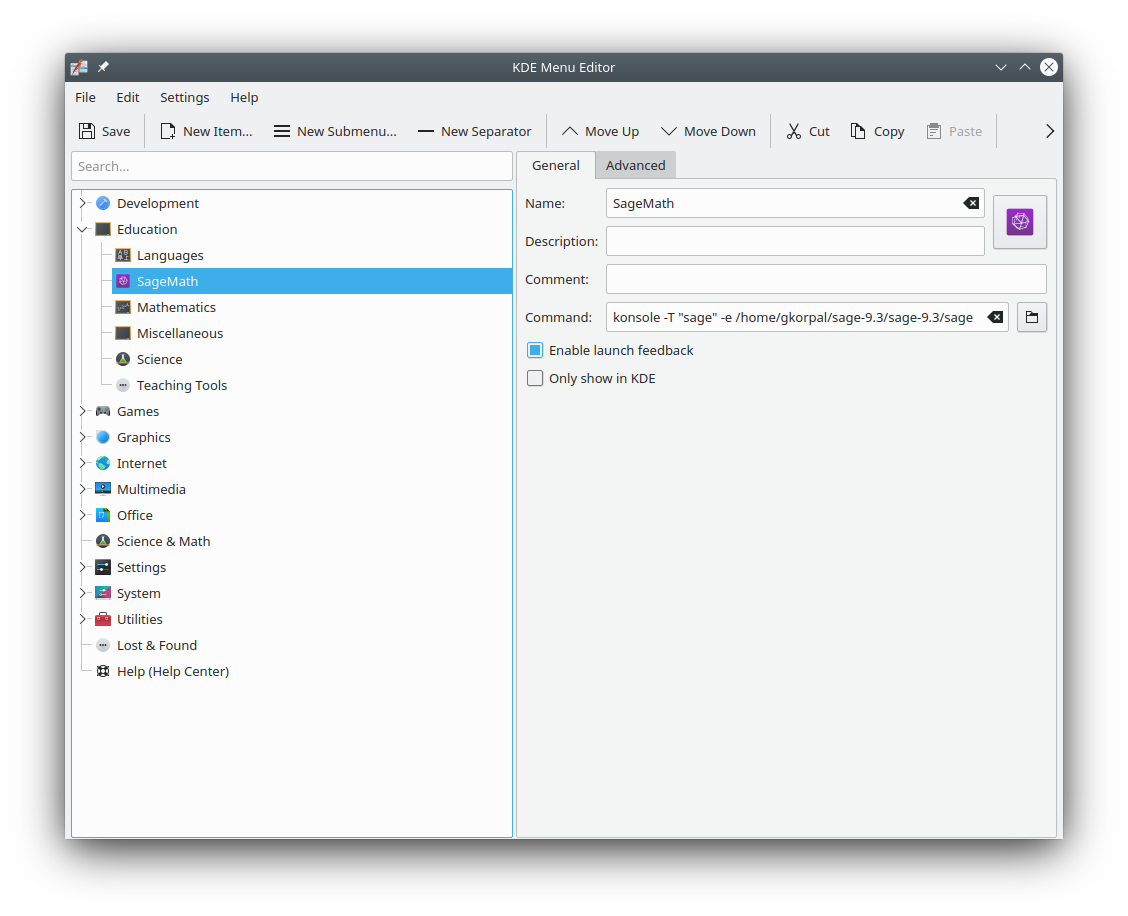 KDE Menu Editor
File Edit Settings Help
Save New Item... New Submenu... New Separator Move Up Move Down Cut Copy Paste
Search...
General Advanced
Development
Education
Languages
SageMath
Mathematics
Miscellaneous
Science
Teaching Tools
Games
Graphics
Internet
Multimedia
Office
Science & Math
Settings
System
Utilities
Lost & Found
Help (Help Center)
Name: SageMath
Description:
Comment:
Command: konsole -T "sage" -e /home/gkorpal/sage-9.3/sage-9.3/sage
Enable launch feedback
Only show in KDE